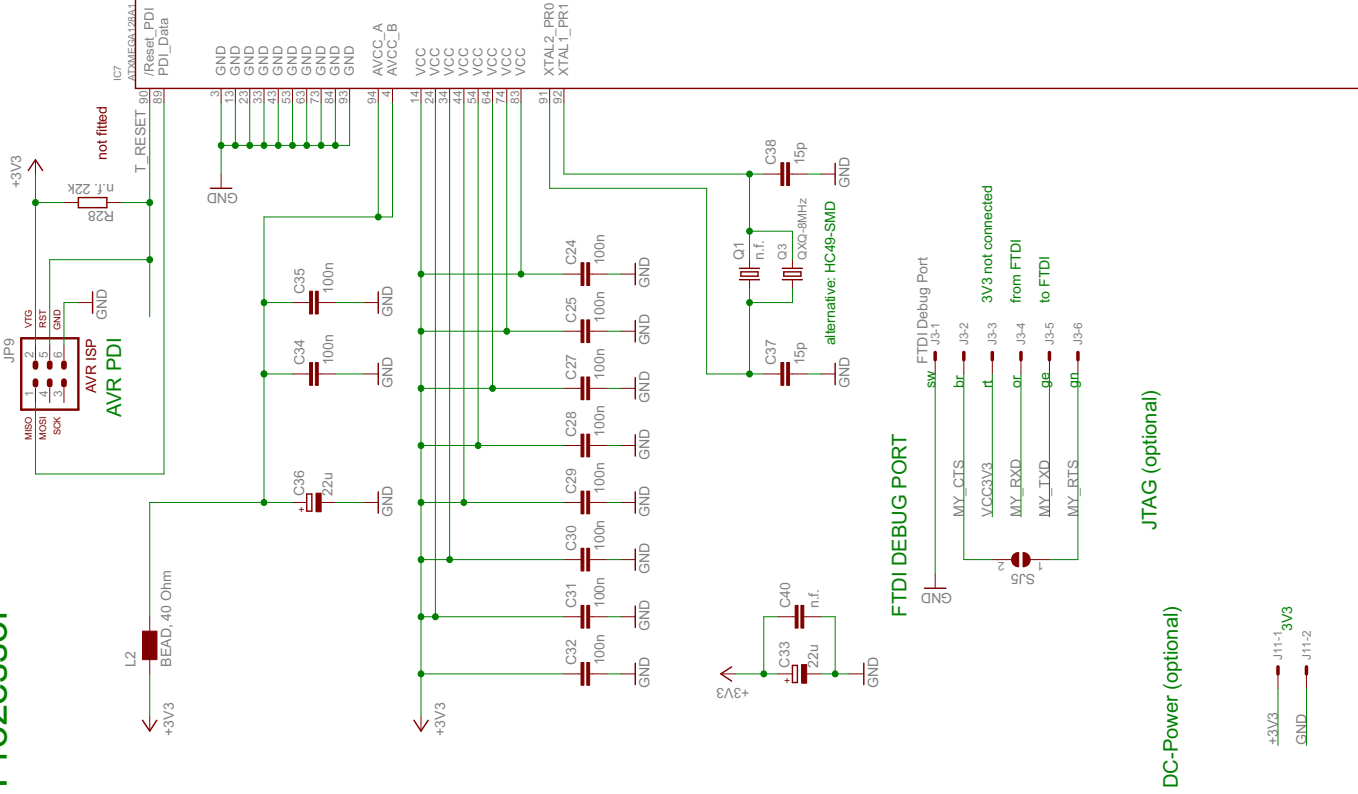 IC7
ATXMEGA128A1
/Reset_PDI
PDI_Data
GND
GND
GND
GND
GND
GND
GND
GND
GND
GND
AVCC_A
AVCC_B
VCC
VCC
VCC
VCC
VCC
VCC
VCC
VCC
XTAL2_PR0
XTAL1_PR1
90
89
3
13
23
33
43
53
63
73
84
93
94
4
14
24
34
44
54
64
74
83
91
92
T_RESET
not fitted
+3V3
n.f. 22k
R28
GND
JP9
VTG
RST
GND
2
5
6
1
4
3
MISO
MOSI
SCK
AVR ISP
AVR PDI
GND
C35
100n
GND
C34
100n
GND
C36
+
22u
GND
L2
BEAD, 40 Ohm
+3V3
C24
100n
GND
C25
100n
GND
C27
100n
GND
C28
100n
GND
C29
100n
GND
C30
100n
GND
C31
100n
GND
C32
100n
GND
+3V3
C38
15p
GND
Q1
n.f.
Q3
QXQ-8MHz
alternative: HC49-SMD
C37
15p
GND
C40
n.f.
C33
+
22u
+3V3
GND
FTDI DEBUG PORT
FTDI Debug Port
J3-1
J3-2
J3-3
J3-4
J3-5
J3-6
3V3 not connected
from FTDI
to FTDI
sw
br
rt
or
ge
gn
MY_CTS
VCC3V3
MY_RXD
MY_TXD
MY_RTS
GND
2
1
SJ5
JTAG (optional)
DC-Power (optional)
J11-1
3V3
J11-2
+3V3
GND